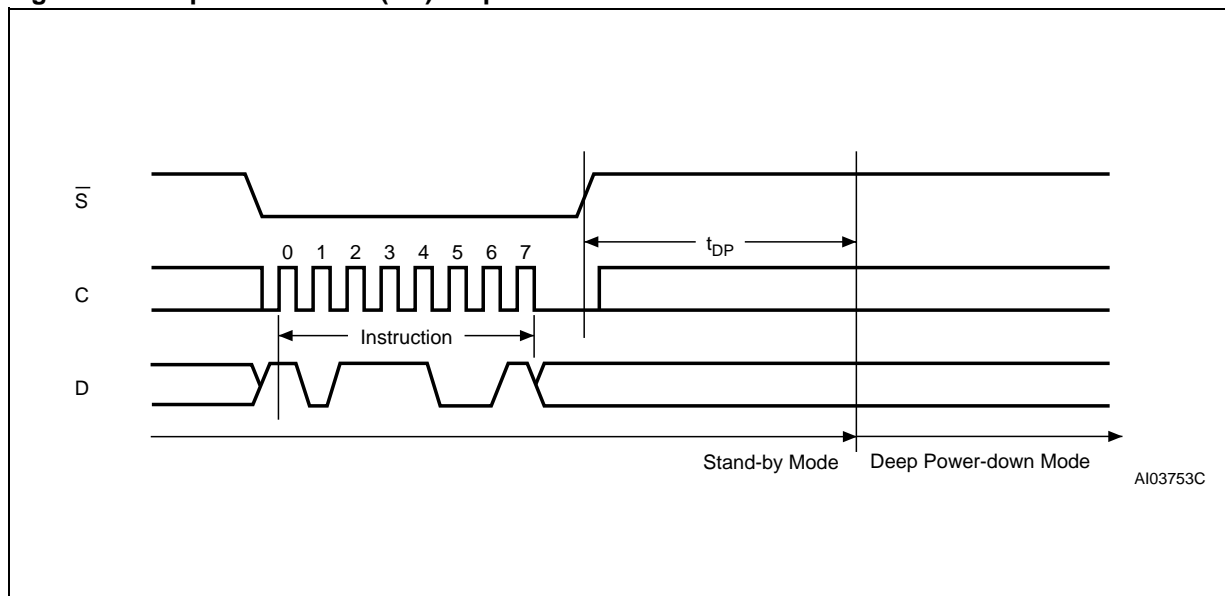 S̅
0 1 2 3 4 5 6 7
tDP
C
Instruction
D
Stand-by Mode Deep Power-down Mode
AI03753C